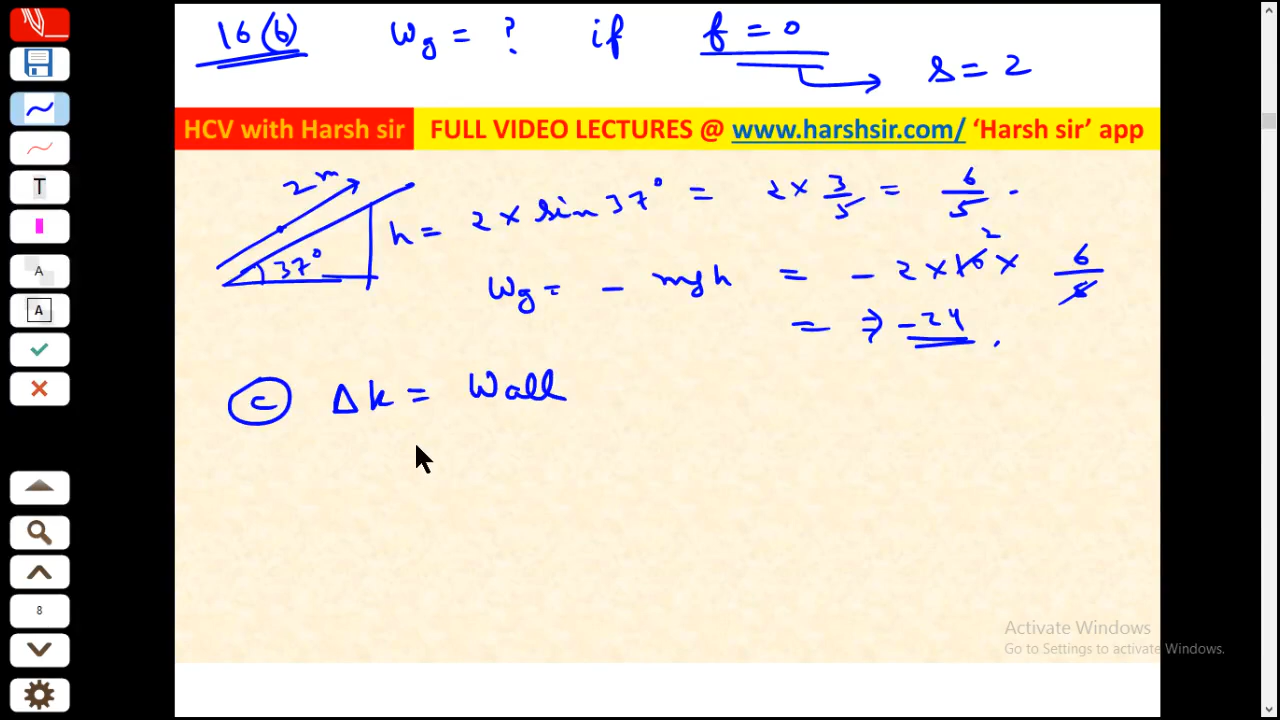 16(b) Wg = ? if f = 0
s = 2
HCV with Harsh sir FULL VIDEO LECTURES @ www.harshsir.com/ ‘Harsh sir’ app
2 m
37° h = 2 × sin 37° = 2 × 3/5 = 6/5 .
Wg = - mgh = - 2 × 10 2 × 6/5
= ⇒ -24 .
c Δk = Wall
T
A
A
8
Activate Windows
Go to Settings to activate Windows.